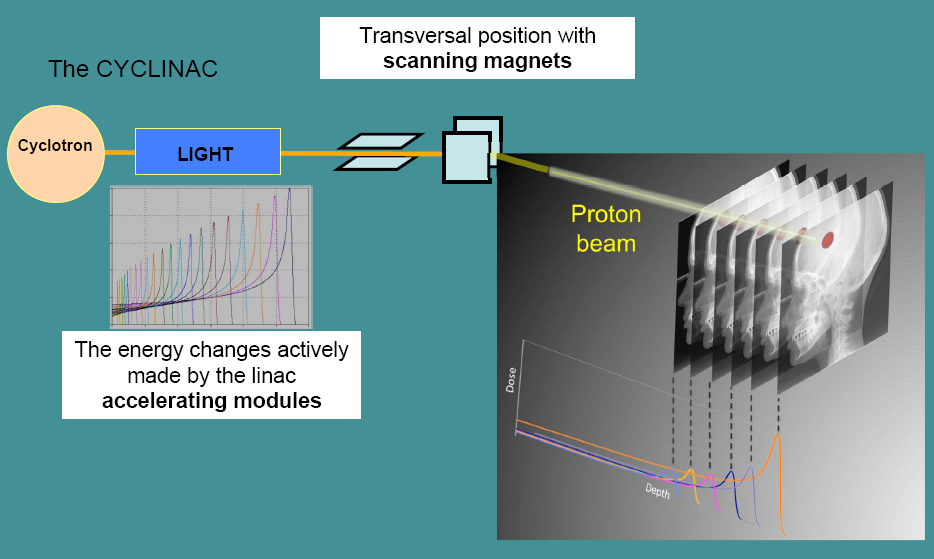 Transversal position with
scanning magnets
The CYCLINAC
Cyclotron
LIGHT
Proton
beam
The energy changes actively
made by the linac
accelerating modules
Dose
Depth